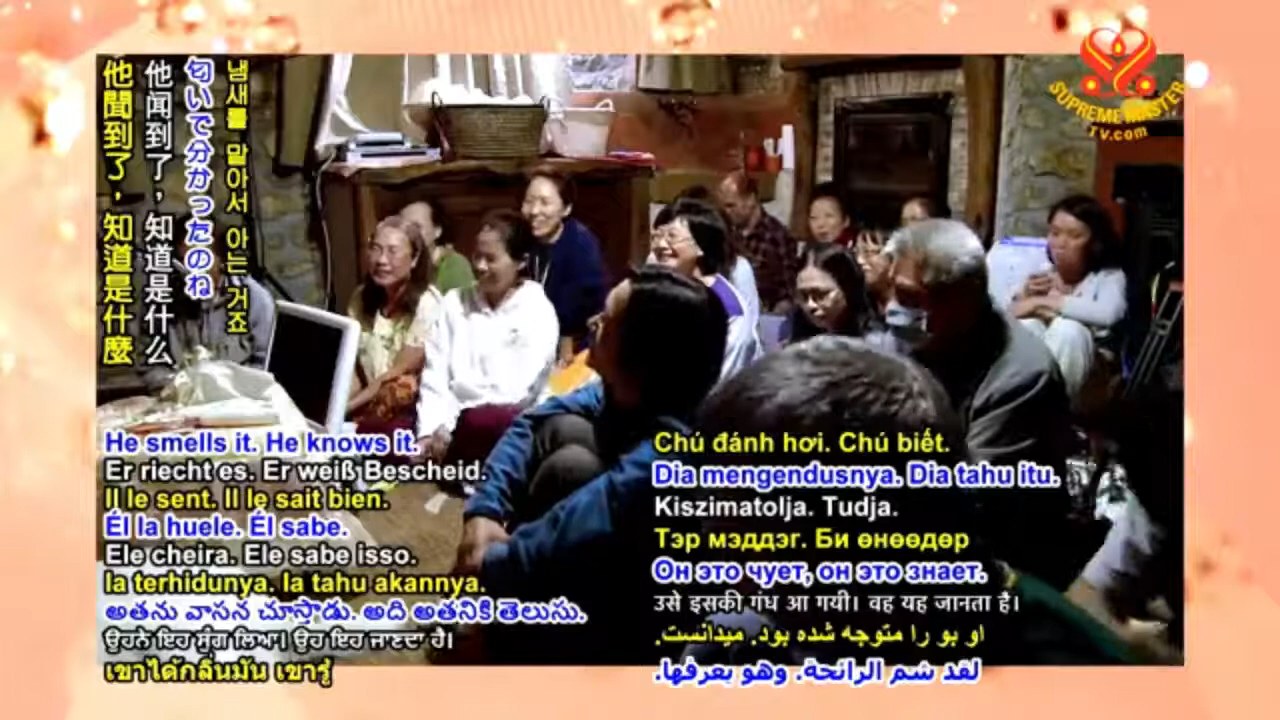 他聞到了，知道是什麼
他闻到了，知道是什么
匂いで分かったのね
냄새를 맡아서 아는 거죠
SUPREME MASTER
TV.com
He smells it. He knows it.
Er riecht es. Er weiß Bescheid.
Il le sent. Il le sait bien.
Él la huele. Él sabe.
Ele cheira. Ele sabe isso.
Ia terhidunya. Ia tahu akannya.
అతను వాసన చూస్తాడు. అది అతనికి తెలుసు.
ਉਹਨੇ ਇਹ ਸੁੰਗ ਲਿਆ। ਉਹ ਇਹ ਜਾਣਦਾ ਹੈ।
เขาได้กลิ่นมัน เขารู้
Chú đánh hơi. Chú biết.
Dia mengendusnya. Dia tahu itu.
Kiszimatolja. Tudja.
Тэр мэддэг. Би өнөөдөр
Он это чует, он это знает.
उसे इसकी गंध आ गयी। वह यह जानता है।
او بو را متوجه شده بود. میدانست.
لقد شم الرائحة. وهو يعرفها.